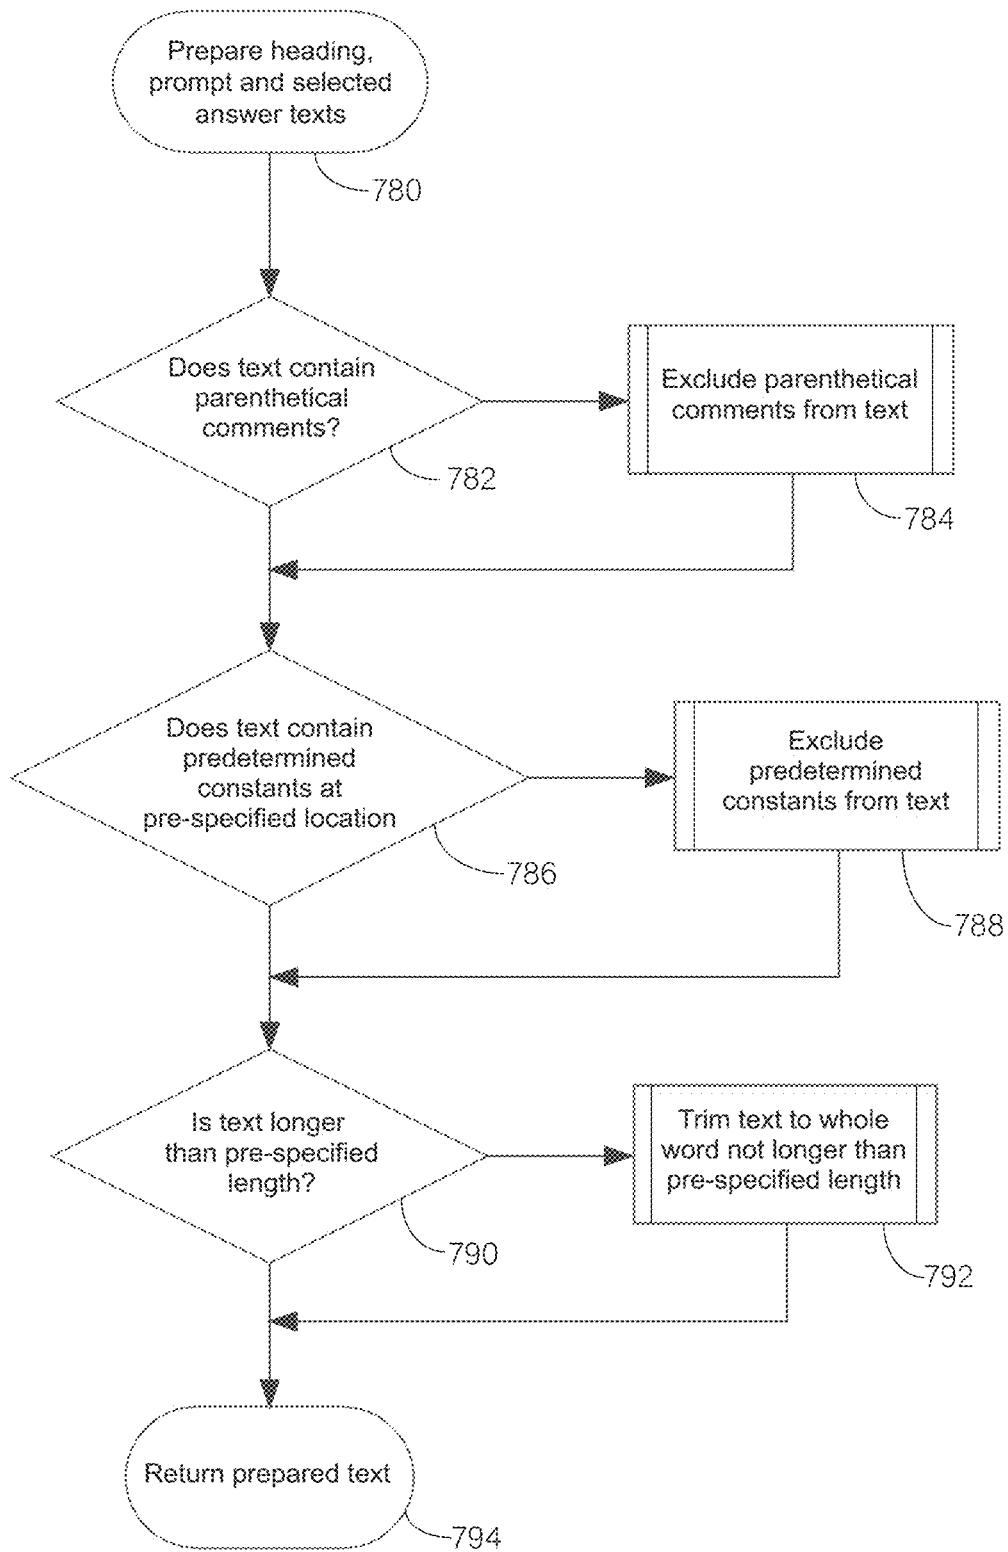 Prepare heading,
prompt and selected
answer texts
780
Does text contain
parenthetical
comments?
782
Exclude parenthetical
comments from text
784
Does text contain
predetermined
constants at
pre-specified location
786
Exclude
predetermined
constants from text
788
Is text longer
than pre-specified
length?
790
Trim text to whole
word not longer than
pre-specified length
792
Return prepared text
794